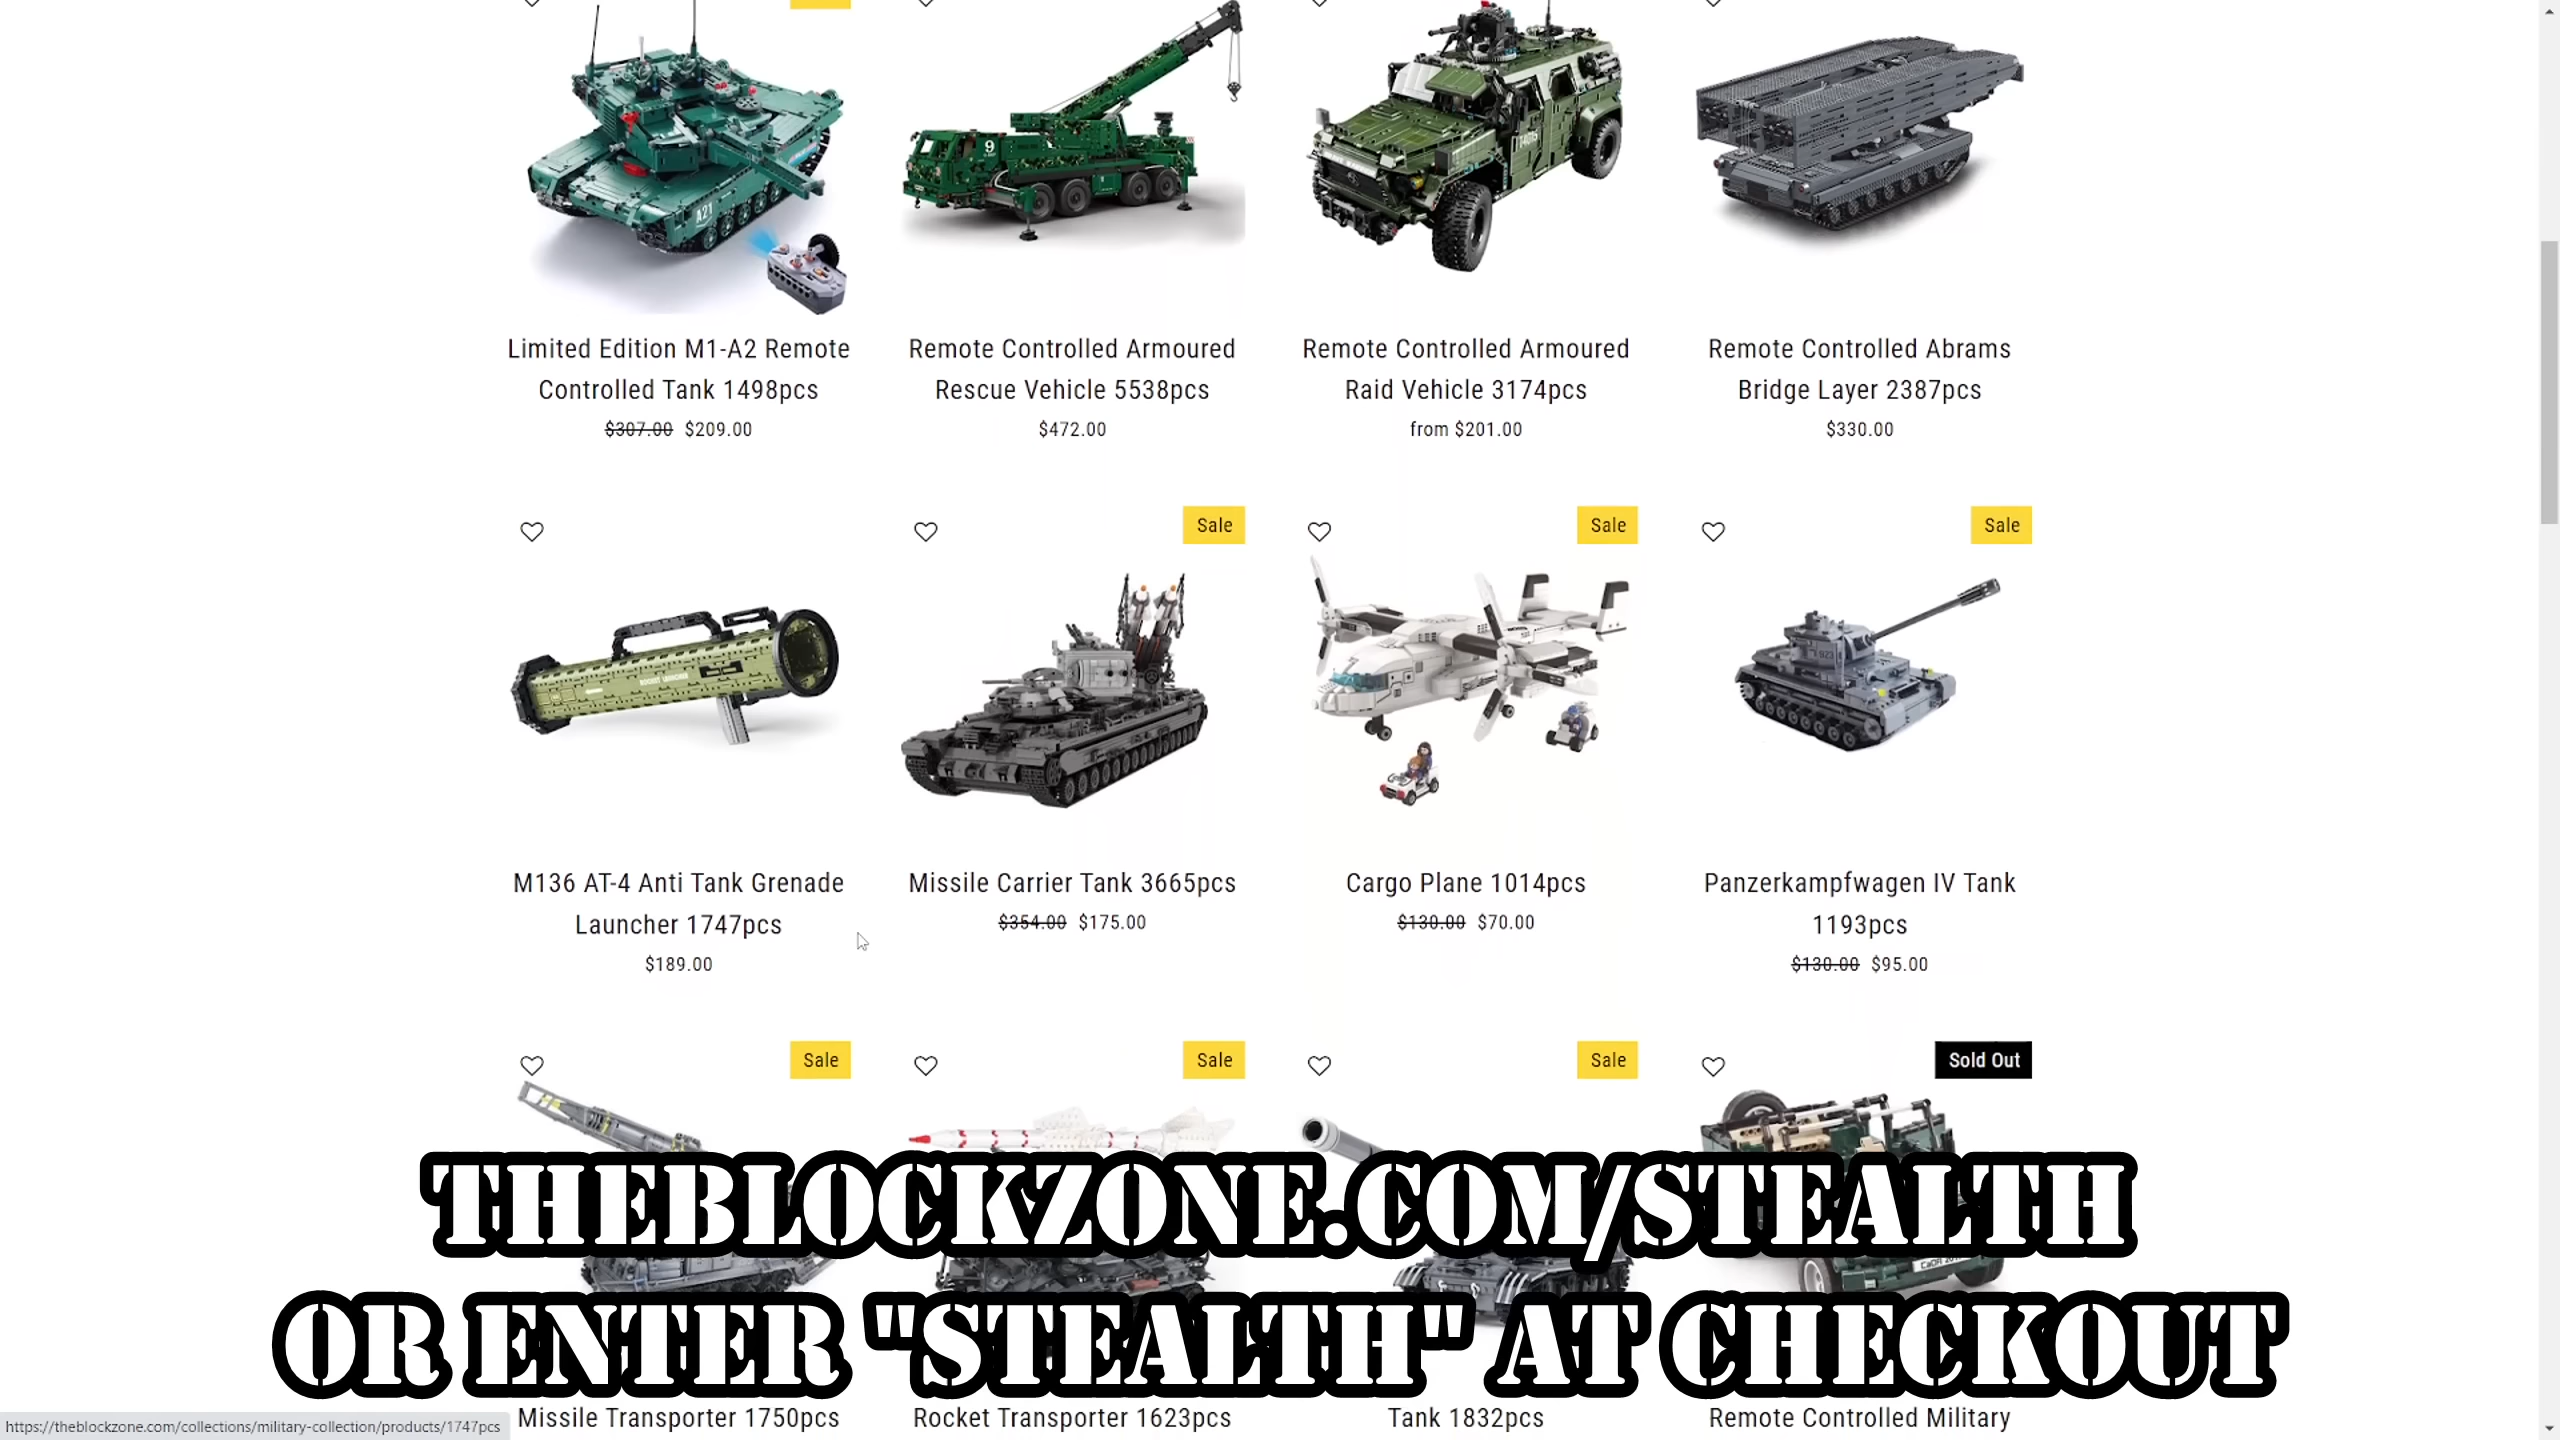 Limited Edition M1-A2 Remote
Controlled Tank 1498pcs
$307.00 $209.00
Remote Controlled Armoured
Rescue Vehicle 5538pcs
$472.00
Remote Controlled Armoured
Raid Vehicle 3174pcs
from $201.00
Remote Controlled Abrams
Bridge Layer 2387pcs
$330.00
A21
9
M136 AT-4 Anti Tank Grenade
Launcher 1747pcs
$189.00
Sale
Missile Carrier Tank 3665pcs
$354.00 $175.00
Sale
Cargo Plane 1014pcs
$130.00 $70.00
Sale
923
Panzerkampfwagen IV Tank
1193pcs
$130.00 $95.00
Sale
Sale
Sale
Sold Out
THEBLOCKZONE.COM/STEALTH
OR ENTER "STEALTH" AT CHECKOUT
Missile Transporter 1750pcs
Rocket Transporter 1623pcs
Tank 1832pcs
Remote Controlled Military
https://theblockzone.com/collections/military-collection/products/1747pcs